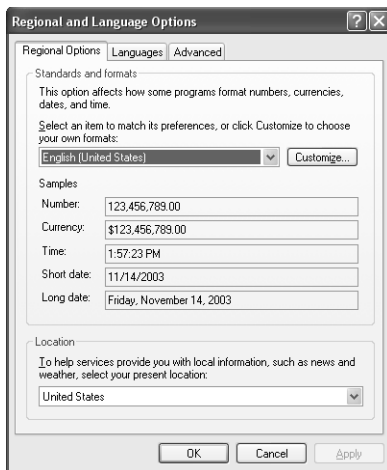 Regional and Language Options
Regional Options Languages Advanced
Standards and formats
This option affects how some programs format numbers, currencies,
dates, and time.
Select an item to match its preferences, or click Customize to choose
your own formats:
English (United States) Customize...
Samples
Number: 123,456,789.00
Currency: $123,456,789.00
Time: 1:57:23 PM
Short date: 11/14/2003
Long date: Friday, November 14, 2003
Location
To help services provide you with local information, such as news and
weather, select your present location:
United States
OK Cancel Apply